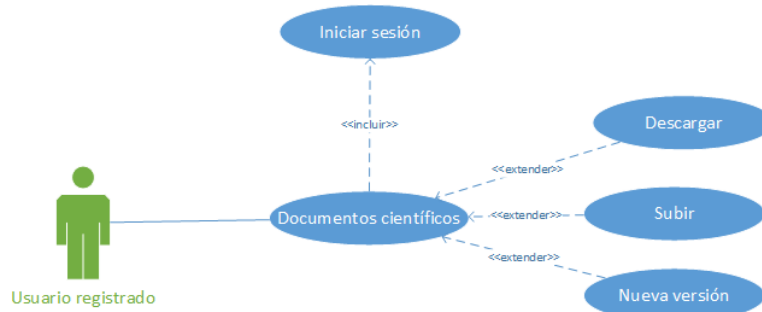 Iniciar sesión
<<incluir>>
Descargar
<<extender>>
Documentos científicos
<<extender>>
Subir
<<extender>>
Nueva versión
Usuario registrado